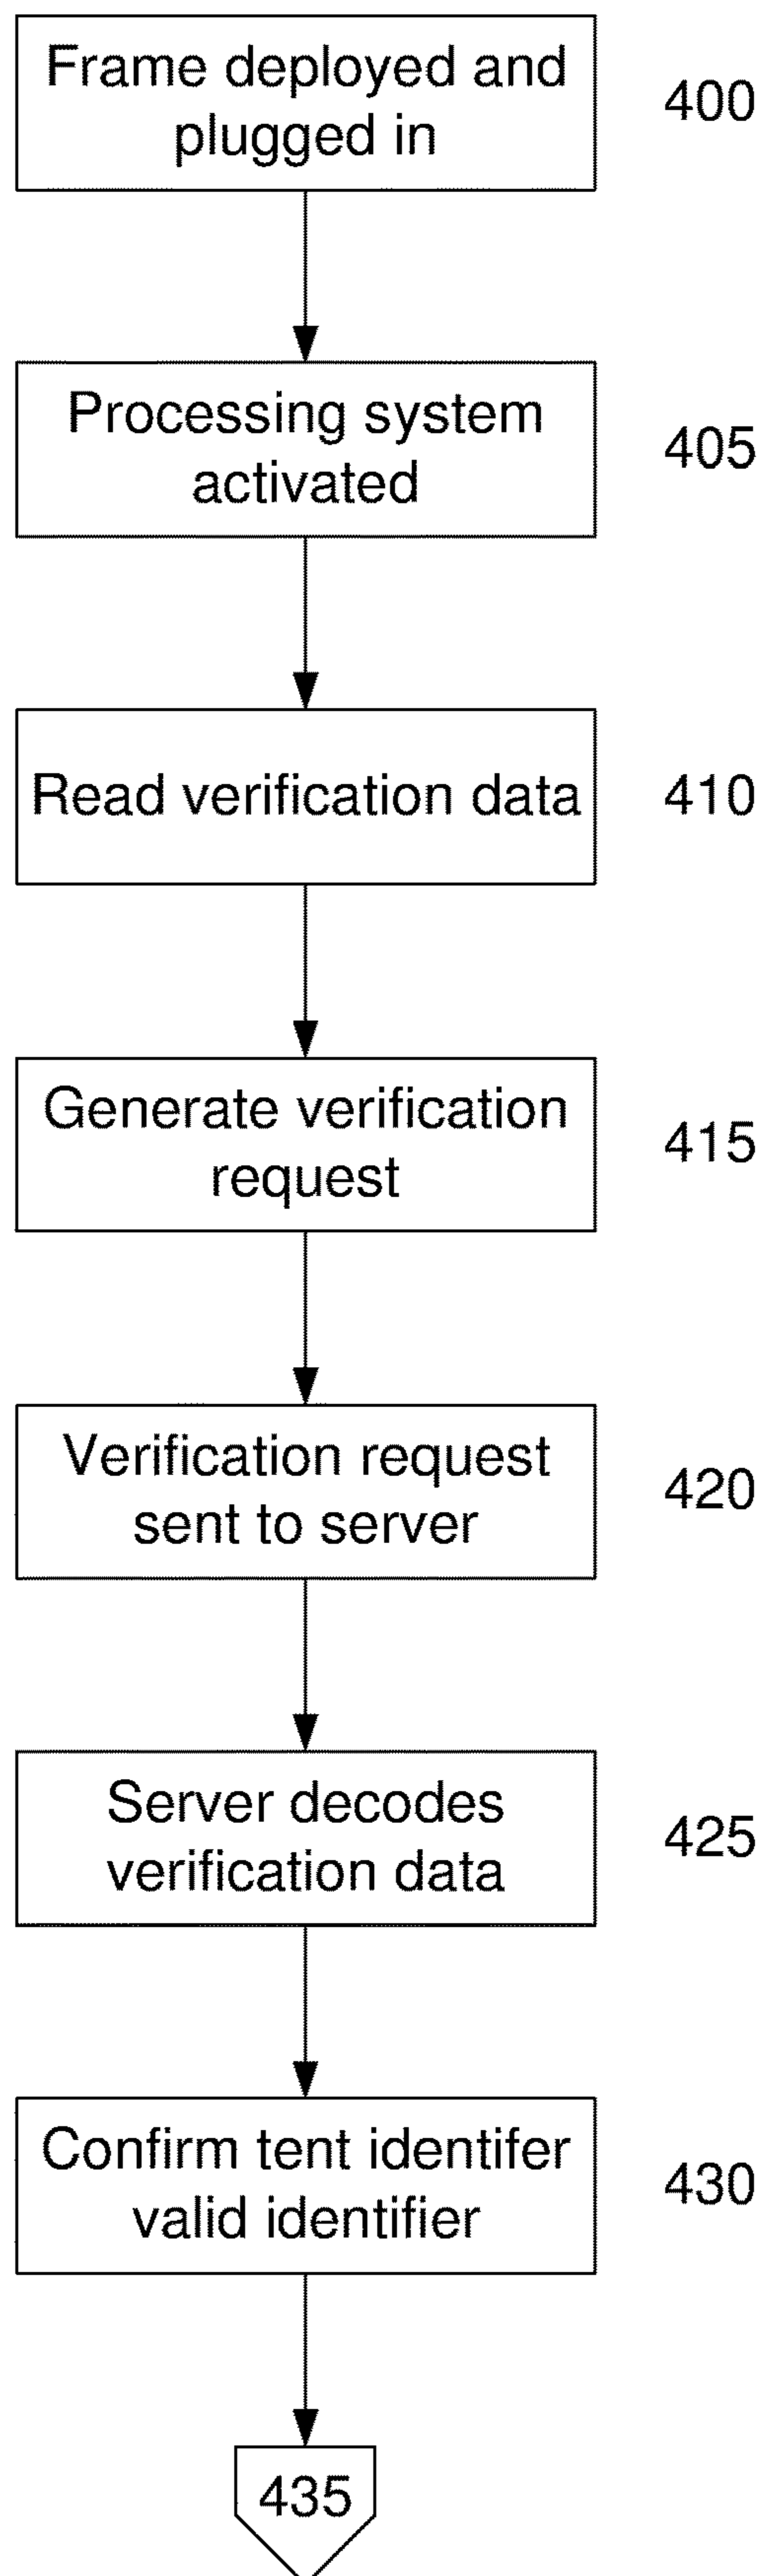 Frame deployed and
plugged in
400
Processing system
activated
405
Read verification data
410
Generate verification
request
415
Verification request
sent to server
420
Server decodes
verification data
425
Confirm tent identifer
valid identifier
430
435